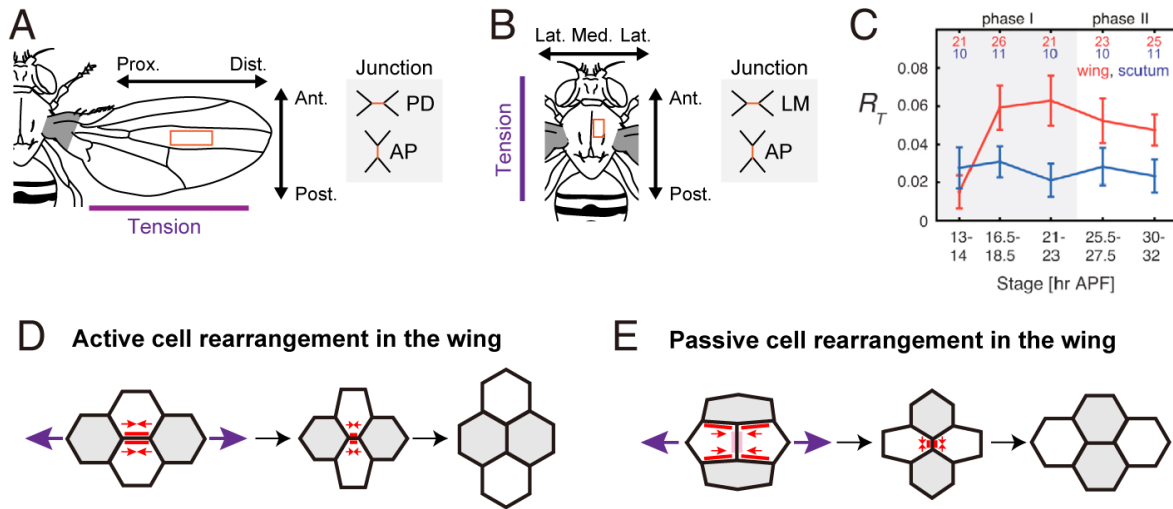 A
Prox.
Dist.
Ant.
Post.
Tension
Junction
PD
AP
B
Lat. Med. Lat.
Tension
Ant.
Post.
Junction
LM
AP
C
phase I phase II
21 26 21 23 25
10 11 10 10 11
wing, scutum
R_T
0.08
0.06
0.04
0.02
0
13- 16.5- 21- 25.5- 30-
14 18.5 23 27.5 32
Stage [hr APF]
D Active cell rearrangement in the wing
E Passive cell rearrangement in the wing